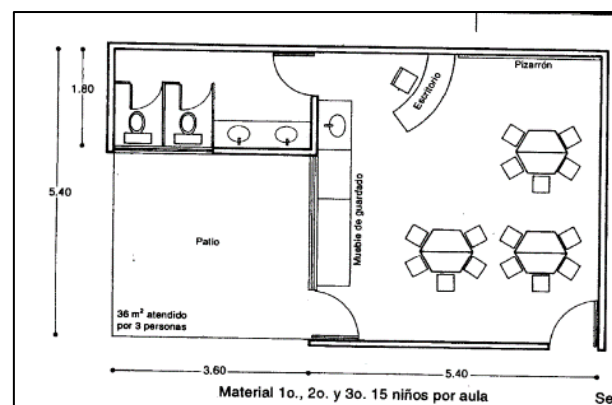 Pizarrón
Escritorio
1.80
5.40
Mueble de guardado
Patio
36 m² atendido
por 3 personas
3.60
5.40
Material 1o., 2o. y 3o. 15 niños por aula
Se